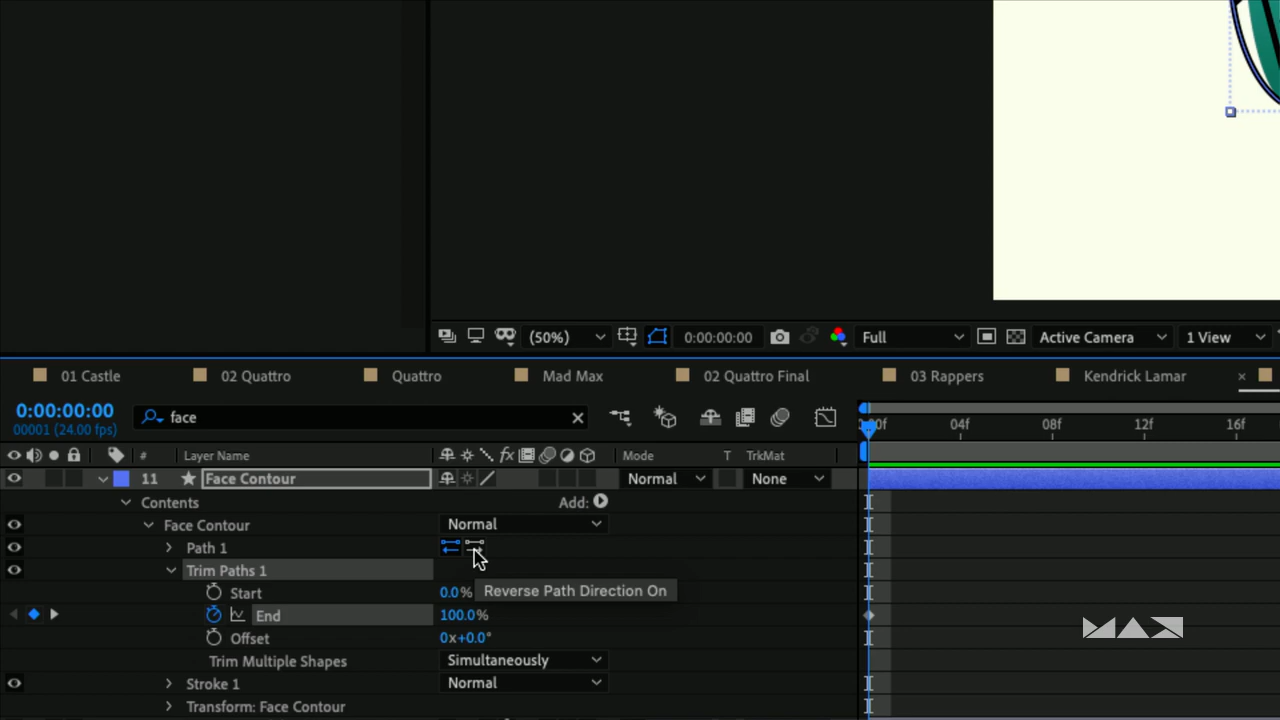 (50%) 0:00:00:00 Full Active Camera 1 View
01 Castle 02 Quattro Quattro Mad Max 02 Quattro Final 03 Rappers Kendrick Lamar ×
0:00:00:00
00001 (24.00 fps)
face
00f 04f 08f 12f 16f
# Layer Name fx Mode T TrkMat
11 Face Contour Normal None
Contents Add:
Face Contour Normal
Path 1
Trim Paths 1
Start 0.0%
Reverse Path Direction On
End 100.0%
MAX
Offset 0x+0.0°
Trim Multiple Shapes Simultaneously
Stroke 1 Normal
Transform: Face Contour